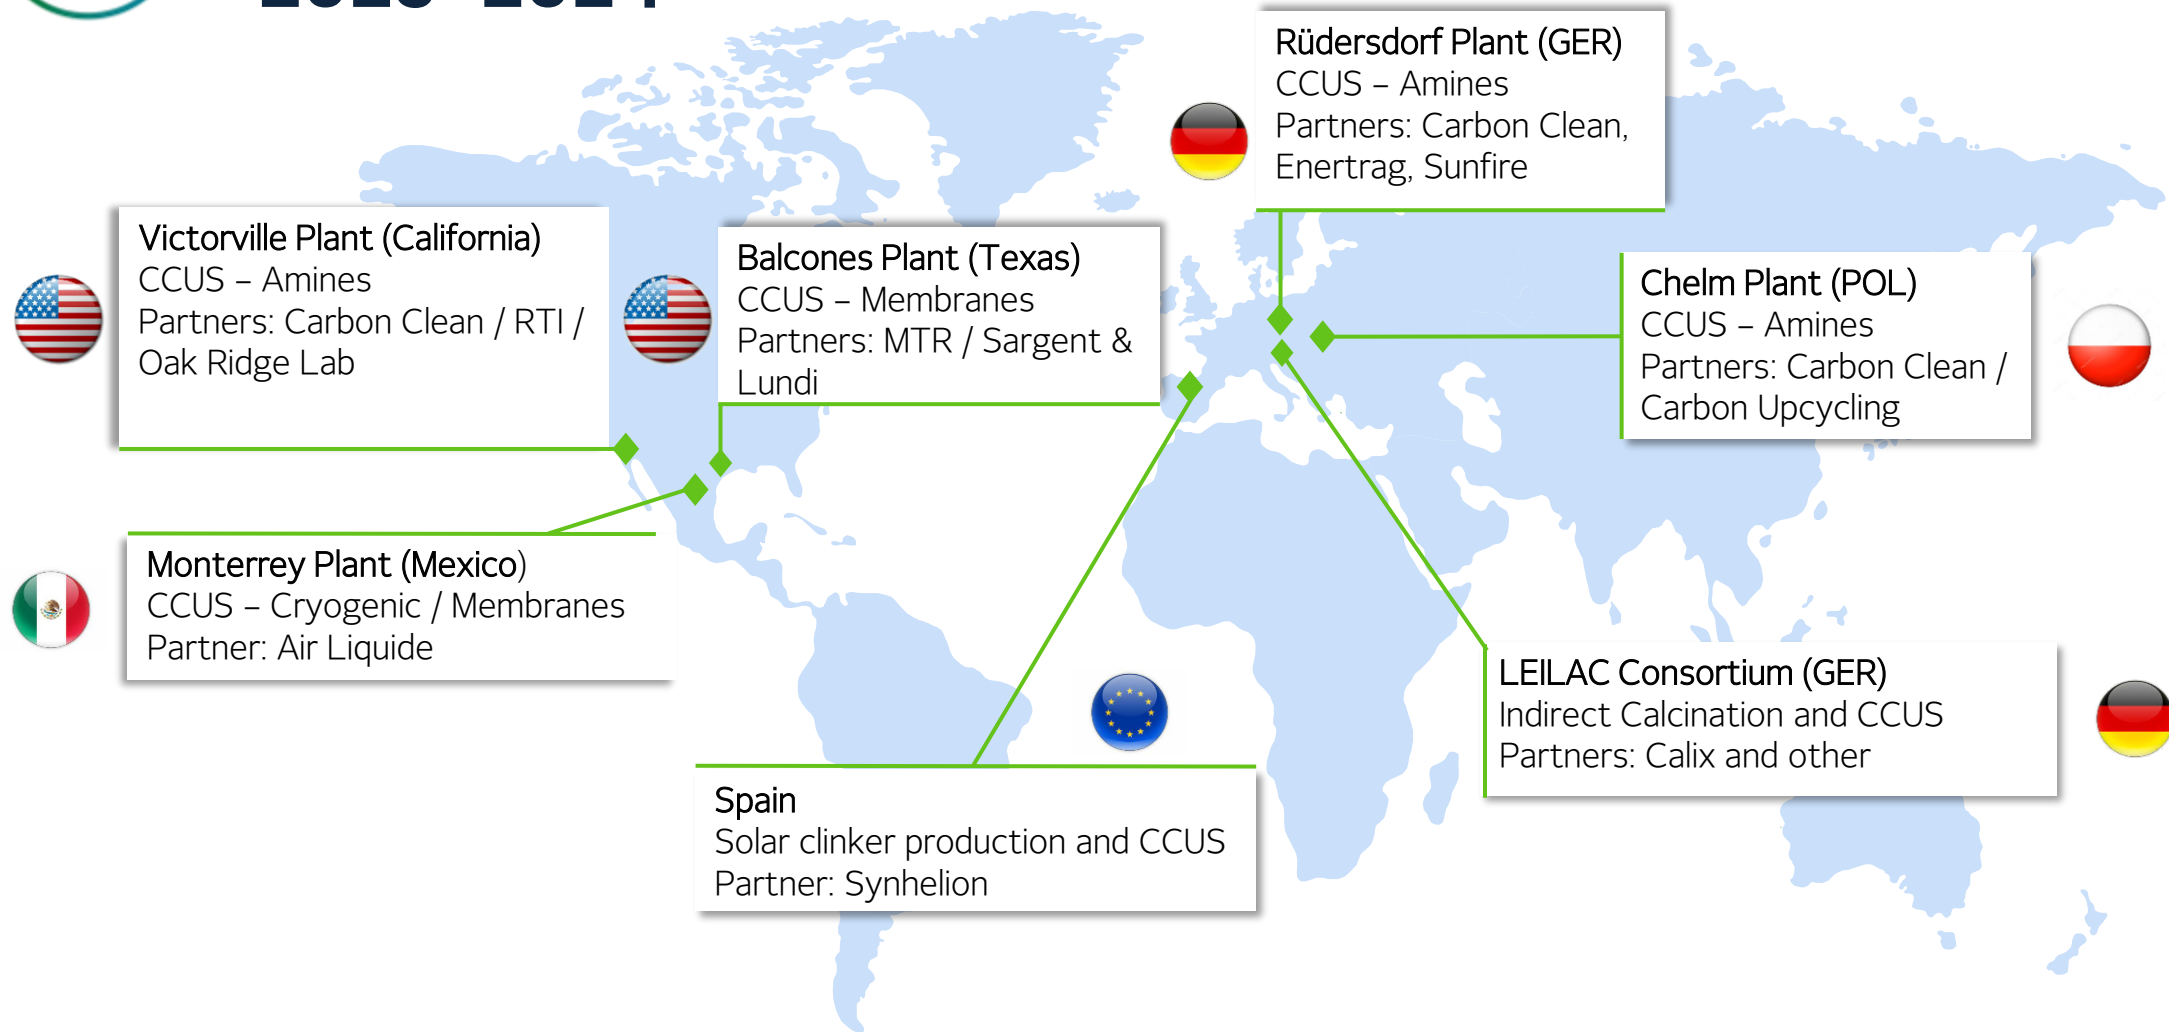 Rüdersdorf Plant (GER)
CCUS – Amines
Partners: Carbon Clean,
Enertrag, Sunfire
Victorville Plant (California)
CCUS – Amines
Partners: Carbon Clean / RTI /
Oak Ridge Lab
Balcones Plant (Texas)
CCUS – Membranes
Partners: MTR / Sargent &
Lundi
Chelm Plant (POL)
CCUS – Amines
Partners: Carbon Clean /
Carbon Upcycling
Monterrey Plant (Mexico)
CCUS – Cryogenic / Membranes
Partner: Air Liquide
LEILAC Consortium (GER)
Indirect Calcination and CCUS
Partners: Calix and other
Spain
Solar clinker production and CCUS
Partner: Synhelion